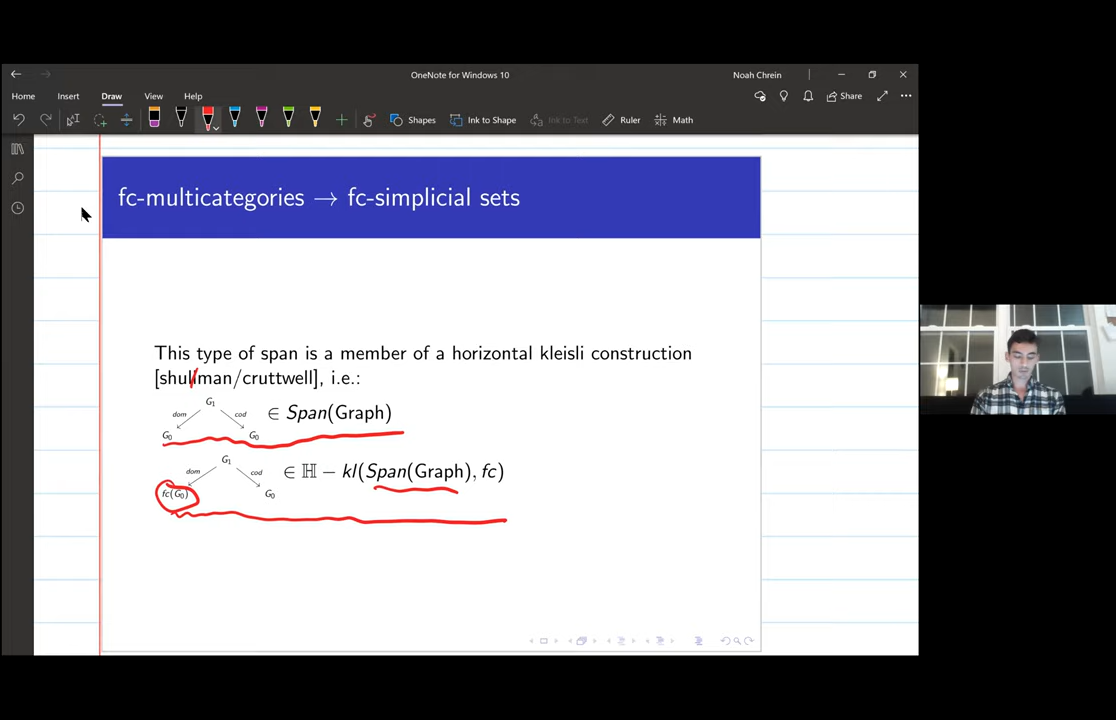 OneNote for Windows 10
Noah Chrein
Home Insert Draw View Help
Share
Shapes Ink to Shape Ink to Text Ruler Math
fc-multicategories → fc-simplicial sets
This type of span is a member of a horizontal kleisli construction
[shullman/cruttwell], i.e.:
G₁
dom cod
G₀ G₀
∈ Span(Graph)
G₁
dom cod
fc(G₀) G₀
∈ ℍ − kl(Span(Graph), fc)